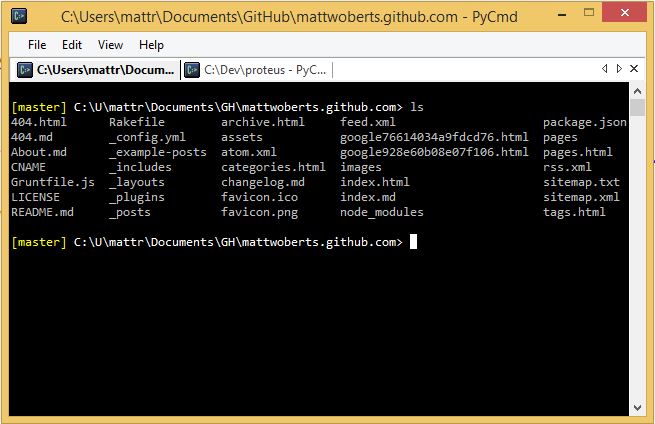 C:\Users\mattr\Documents\GitHub\mattwoberts.github.com - PyCmd
File Edit View Help
C:\Users\mattr\Docum... C:\Dev\proteus - PyC...
[master] C:\U\mattr\Documents\GH\mattwoberts.github.com> ls
404.html Rakefile archive.html feed.xml package.json
404.md _config.yml assets google76614034a9fdcd76.html pages
About.md _example-posts atom.xml google928e60b08e07f106.html pages.html
CNAME _includes categories.html images rss.xml
Gruntfile.js _layouts changelog.md index.html sitemap.txt
LICENSE _plugins favicon.ico index.md sitemap.xml
README.md _posts favicon.png node_modules tags.html
[master] C:\U\mattr\Documents\GH\mattwoberts.github.com>